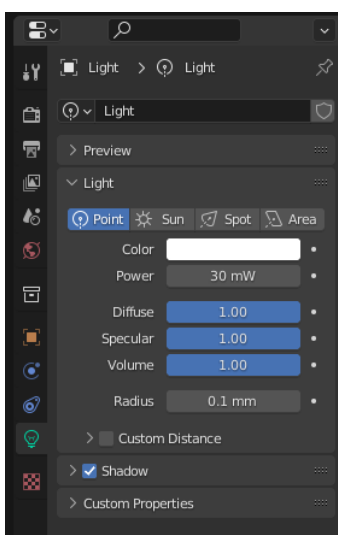 Light > Light
Light
Preview
Light
Point Sun Spot Area
Color
Power 30 mW
Diffuse 1.00
Specular 1.00
Volume 1.00
Radius 0.1 mm
Custom Distance
Shadow
Custom Properties